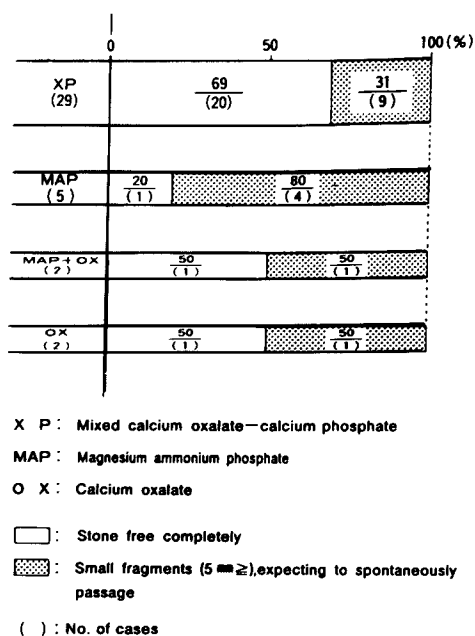 0 50 100(%)
XP 69 31
(29) (20) (9)
MAP 20 80
(5) (1) (4)
MAP+OX 50 50
(2) (1) (1)
OX 50 50
(2) (1) (1)
X P : Mixed calcium oxalate—calcium phosphate
MAP : Magnesium ammonium phosphate
O X : Calcium oxalate
: Stone free completely
: Small fragments (5 ≧),expecting to spontaneously
passage
( ) : No. of cases